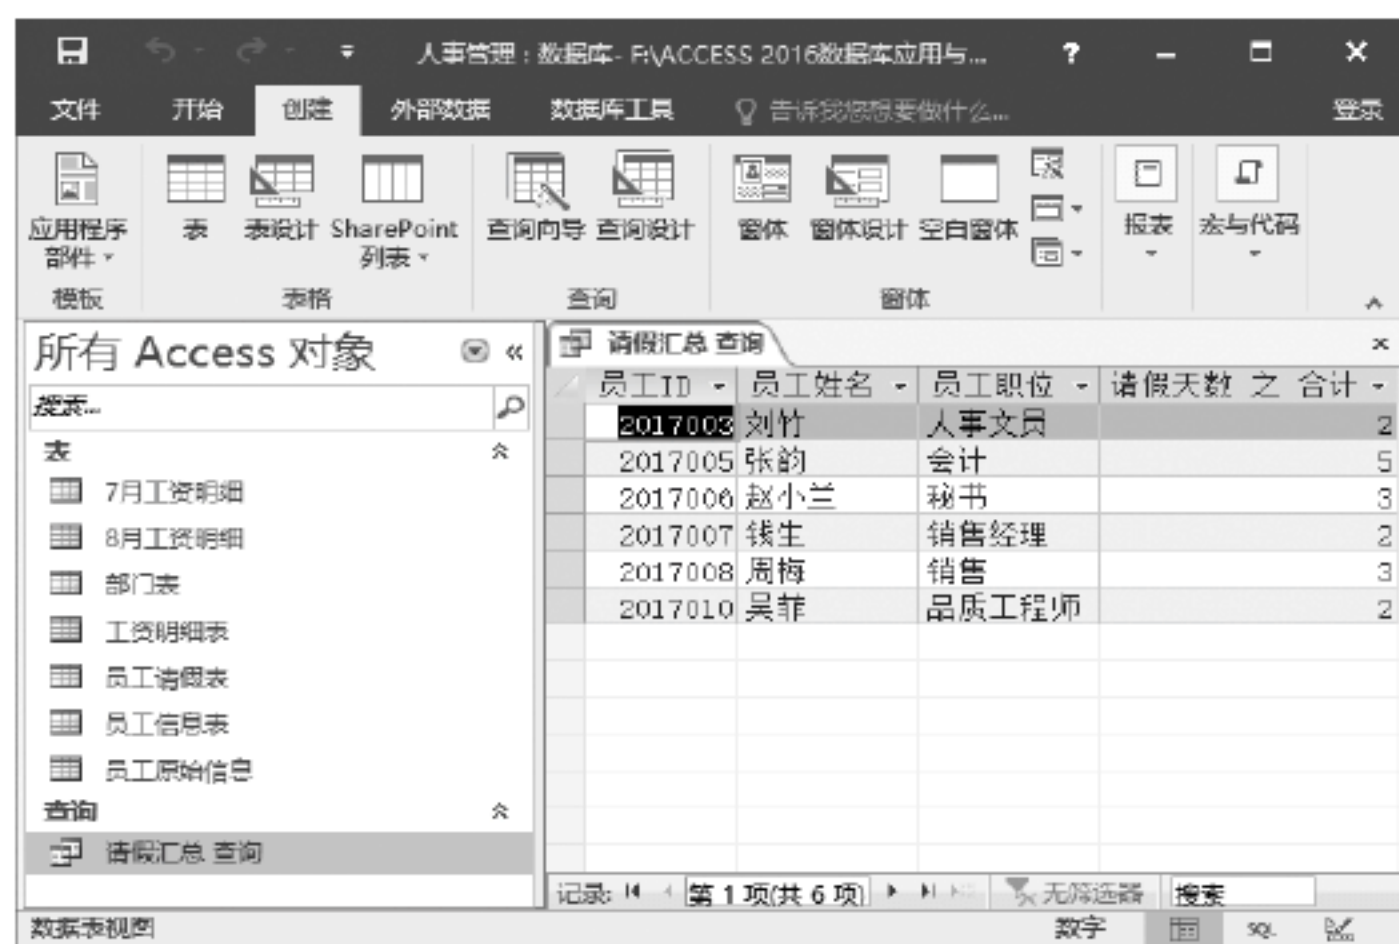 人事管理：数据库- F:\ACCESS 2016数据库应用与... ?
文件 开始 创建 外部数据 数据库工具 告诉我您想要做什么... 登录
应用程序部件 表 表设计 SharePoint 列表 查询向导 查询设计 窗体 窗体设计 空白窗体 报表 宏与代码
模板 表格 查询 窗体
所有 Access 对象 «
搜索...
表
7月工资明细
8月工资明细
部门表
工资明细表
员工请假表
员工信息表
员工原始信息
查询
请假汇总 查询
请假汇总 查询
员工ID 员工姓名 员工职位 请假天数 之 合计
2017003 刘竹 人事文员 2
2017005 张韵 会计 5
2017006 赵小兰 秘书 3
2017007 钱生 销售经理 2
2017008 周梅 销售 3
2017010 吴菲 品质工程师 2
记录: 第 1 项(共 6 项) 无筛选器 搜索
数据表视图 数字 SQL